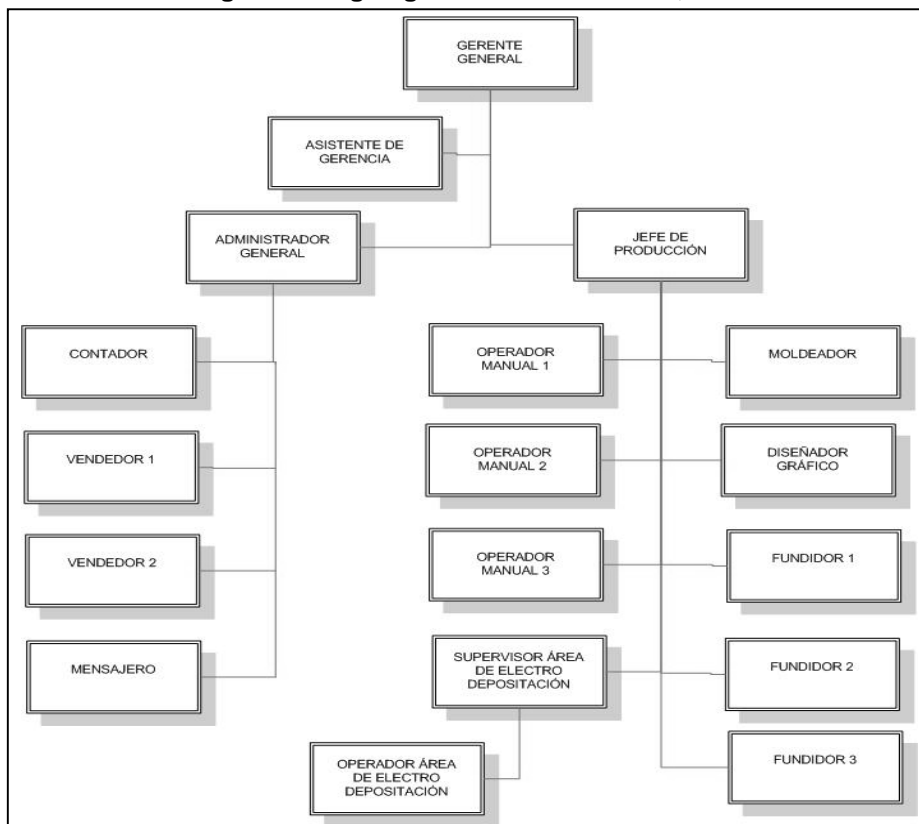 GERENTE
GENERAL
ASISTENTE DE
GERENCIA
ADMINISTRADOR
GENERAL
JEFE DE
PRODUCCIÓN
CONTADOR
OPERADOR
MANUAL 1
MOLDEADOR
VENDEDOR 1
OPERADOR
MANUAL 2
DISEÑADOR
GRÁFICO
VENDEDOR 2
OPERADOR
MANUAL 3
FUNDIDOR 1
MENSAJERO
SUPERVISOR ÁREA
DE ELECTRO
DEPOSITACIÓN
FUNDIDOR 2
OPERADOR ÁREA
DE ELECTRO
DEPOSITACIÓN
FUNDIDOR 3